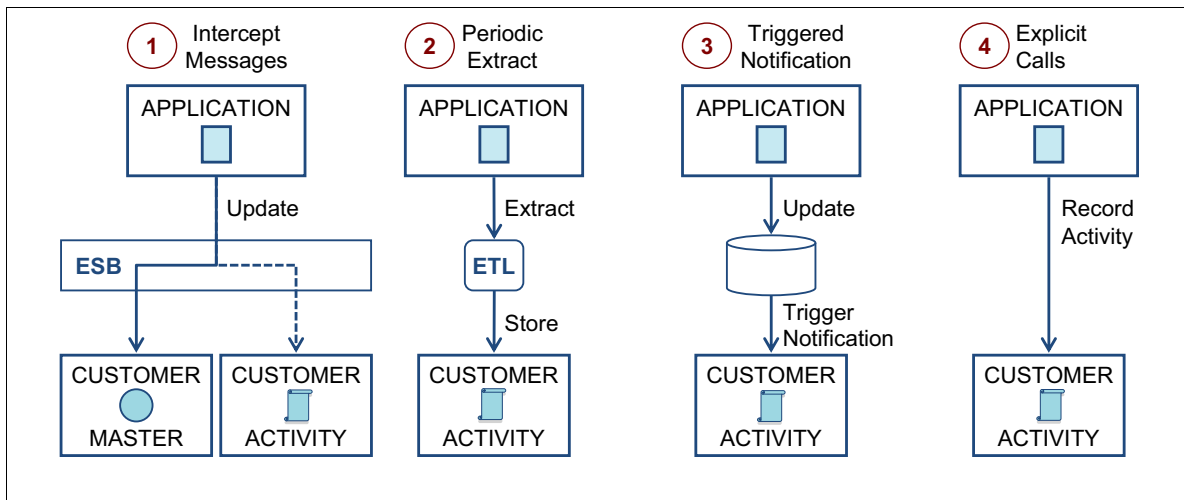 1
Intercept
Messages
APPLICATION
Update
ESB
CUSTOMER
MASTER
CUSTOMER
ACTIVITY
2
Periodic
Extract
APPLICATION
Extract
ETL
Store
CUSTOMER
ACTIVITY
3
Triggered
Notification
APPLICATION
Update
Trigger
Notification
CUSTOMER
ACTIVITY
4
Explicit
Calls
APPLICATION
Record
Activity
CUSTOMER
ACTIVITY